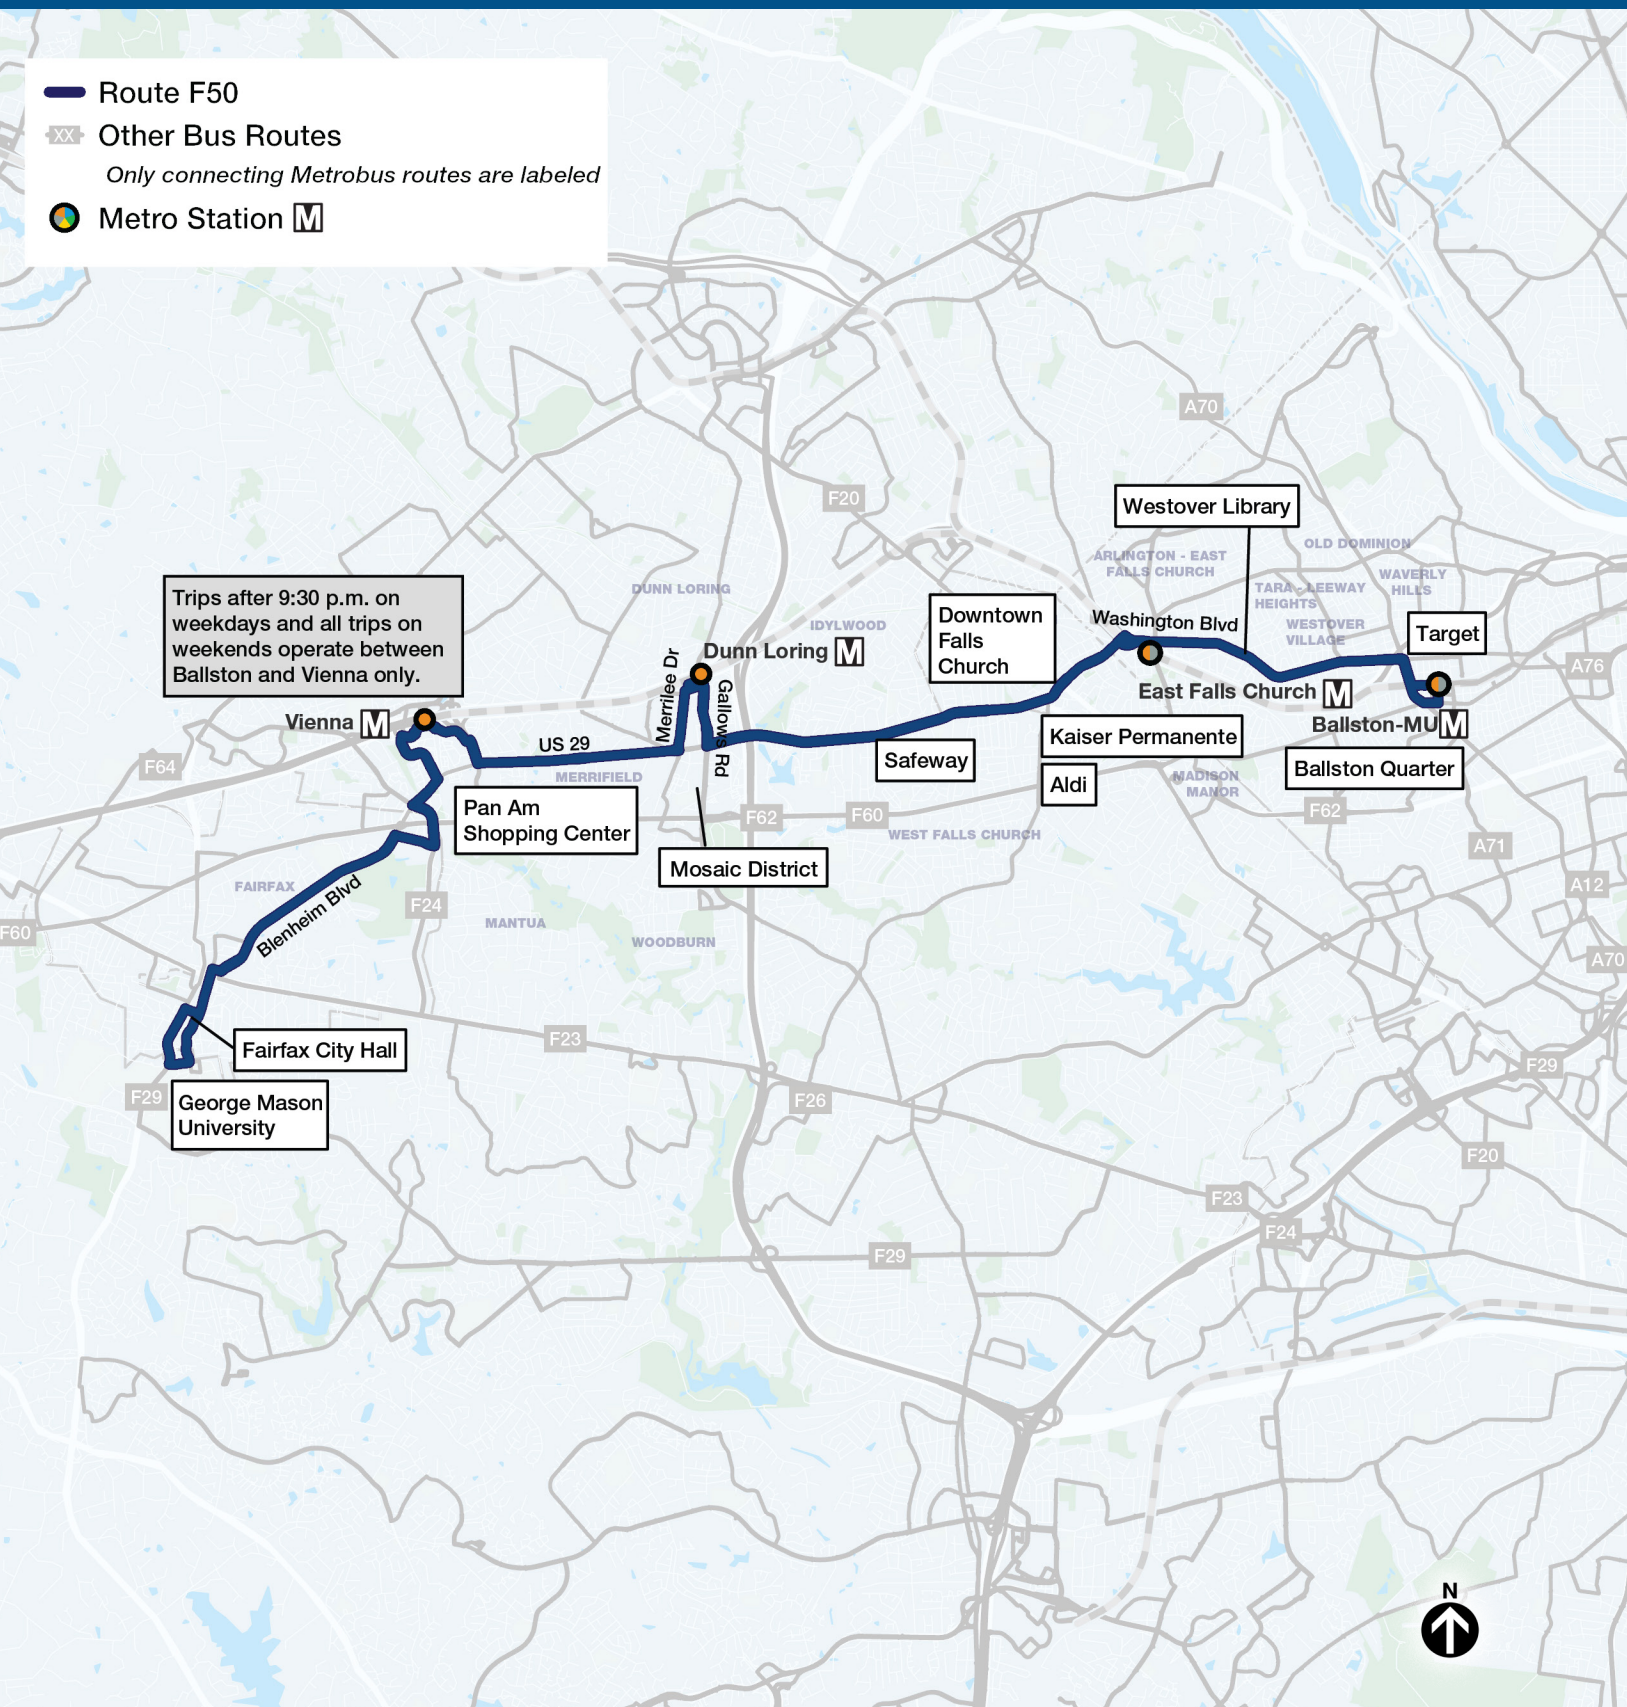 Route F50
XX Other Bus Routes
Only connecting Metrobus routes are labeled
Metro Station M
A70
F20
Westover Library
OLD DOMINION
ARLINGTON - EAST
FALLS CHURCH
WAVERLY
HILLS
TARA - LEEWAY
HEIGHTS
DUNN LORING
Trips after 9:30 p.m. on
weekdays and all trips on
weekends operate between
Ballston and Vienna only.
Downtown
Falls
Church
IDYLWOOD
Washington Blvd
WESTOVER
VILLAGE
Target
Dunn Loring M
Merrilee Dr
Gallows Rd
A76
East Falls Church M
Vienna M
Ballston-MU M
US 29
Kaiser Permanente
Safeway
F64
MERRIFIELD
Aldi
MADISON
MANOR
Ballston Quarter
Pan Am
Shopping Center
F62
F60
F62
WEST FALLS CHURCH
A71
Mosaic District
FAIRFAX
Blenheim Blvd
F24
A12
MANTUA
F60
WOODBURN
A70
F23
Fairfax City Hall
F29
F29
George Mason
University
F26
F20
F23
F24
F29
N